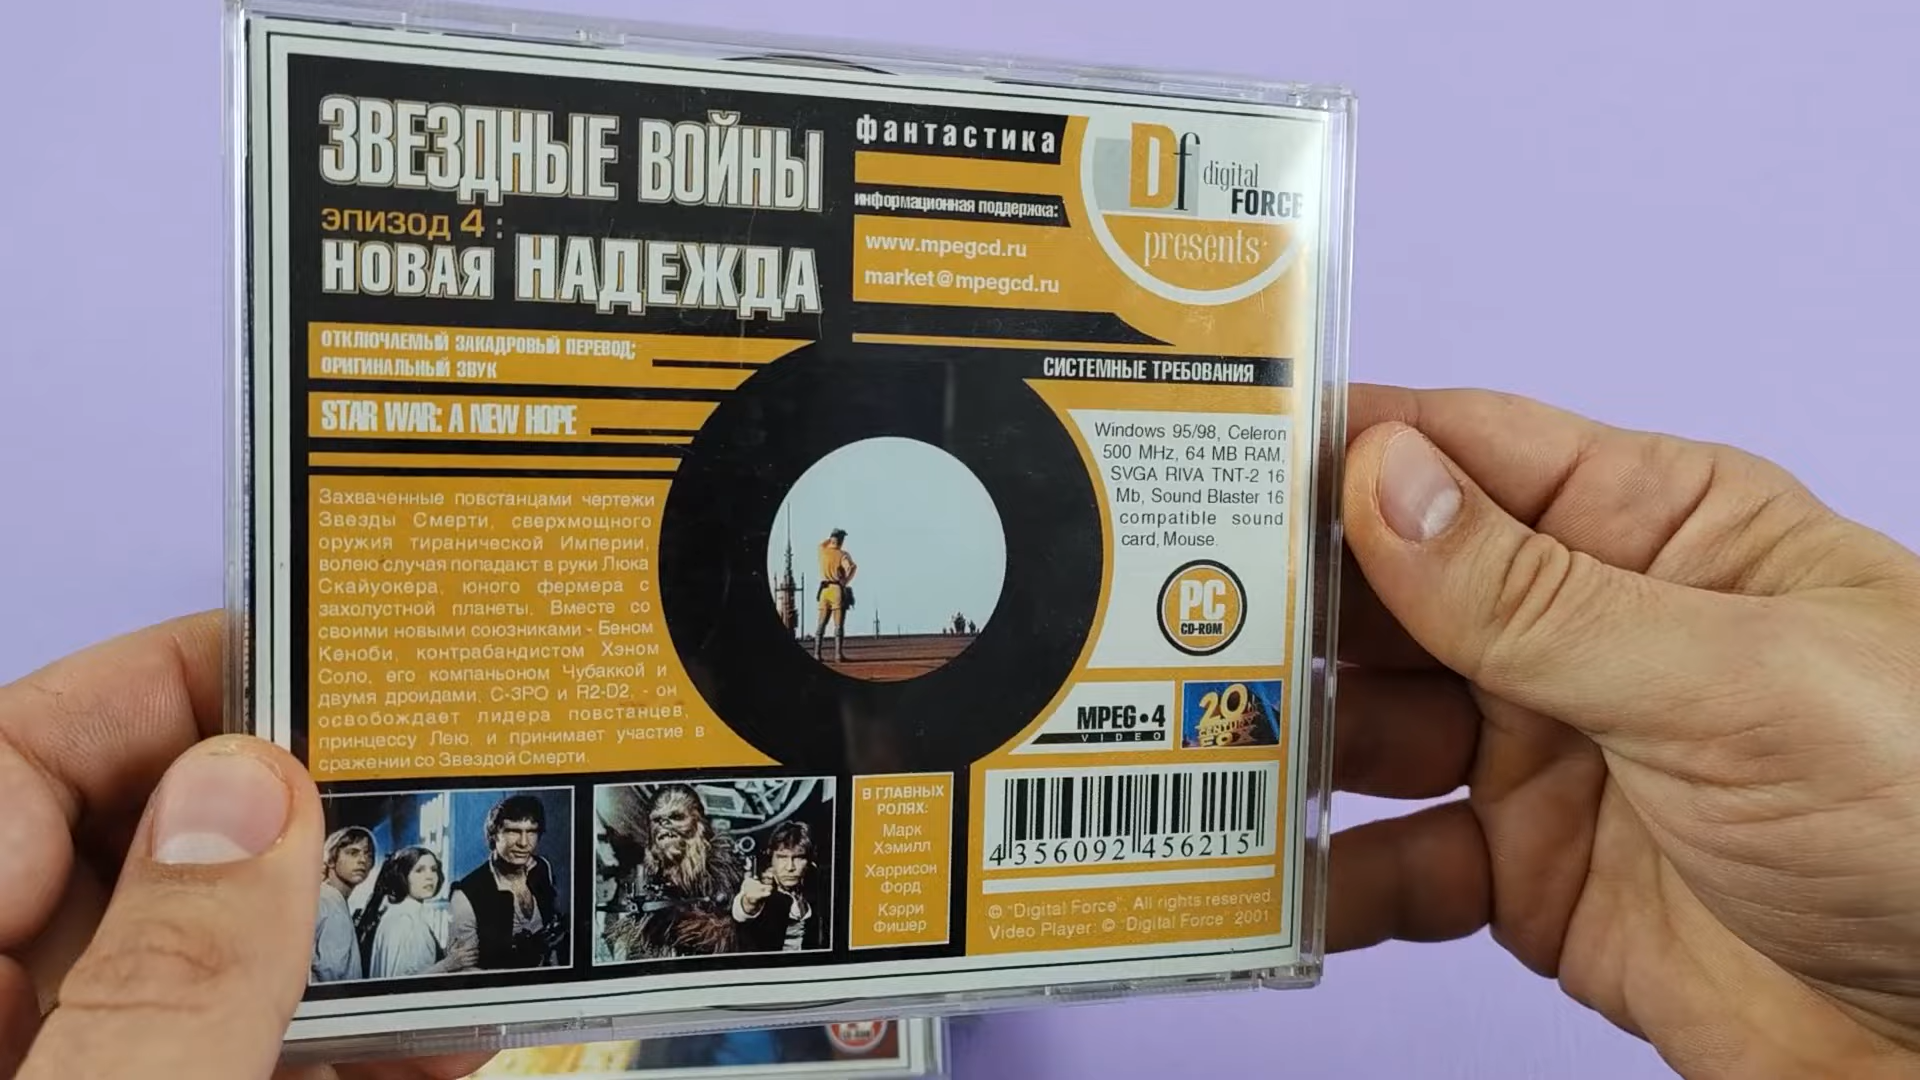 ЗВЕЗДНЫЕ ВОЙНЫ
эпизод 4 :
НОВАЯ НАДЕЖДА
ОТКЛЮЧАЕМЫЙ ЗАКАДРОВЫЙ ПЕРЕВОД;
ОРИГИНАЛЬНЫЙ ЗВУК
STAR WAR: A NEW HOPE
Захваченные повстанцами чертежи
Звезды Смерти, сверхмощного
оружия тиранической Империи,
волею случая попадают в руки Люка
Скайуокера, юного фермера с
захолустной планеты. Вместе со
своими новыми союзниками - Беном
Кеноби, контрабандистом Хэном
Соло, его компаньоном Чубаккой и
двумя дроидами, C-3PO и R2-D2, - он
освобождает лидера повстанцев,
принцессу Лею, и принимает участие в
сражении со Звездой Смерти.
фантастика
информационная поддержка:
www.mpegcd.ru
market@mpegcd.ru
Df digital
FORCE
presents
СИСТЕМНЫЕ ТРЕБОВАНИЯ
Windows 95/98, Celeron
500 MHz, 64 MB RAM,
SVGA RIVA TNT-2 16
Mb, Sound Blaster 16
compatible sound
card, Mouse.
PC
CD-ROM
MPEG•4
VIDEO
20
CENTURY
FOX
В ГЛАВНЫХ
РОЛЯХ:
Марк
Хэмилл
Харрисон
Форд
Кэрри
Фишер
4 356092 456215
© "Digital Force". All rights reserved.
Video Player: © "Digital Force" 2001
CD-ROM